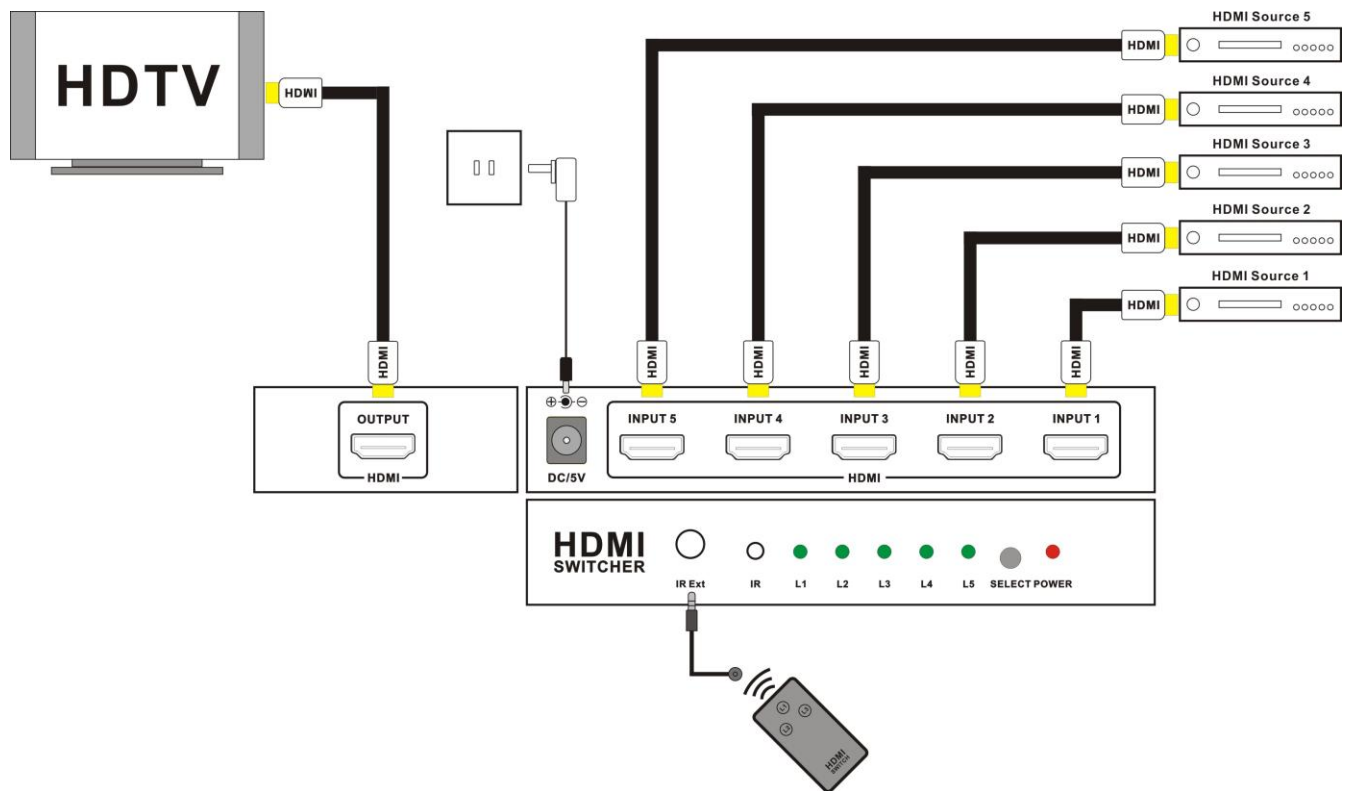 HDMI Source 5
HDTV
HDMI
HDMI
HDMI Source 4
HDMI
HDMI Source 3
HDMI
HDMI Source 2
HDMI
HDMI Source 1
HDMI
HDMI
HDMI
HDMI
HDMI
HDMI
HDMI
OUTPUT
HDMI
DC/5V
INPUT 5
INPUT 4
INPUT 3
INPUT 2
INPUT 1
HDMI
HDMI
SWITCHER
IR Ext
IR
L1
L2
L3
L4
L5
SELECT
POWER
L1
L2
L3
HDMI
SWITCH